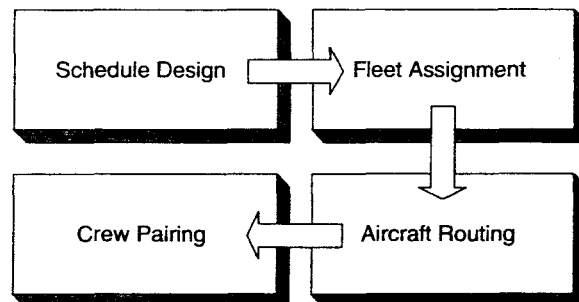 Schedule Design
Fleet Assignment
Crew Pairing
Aircraft Routing